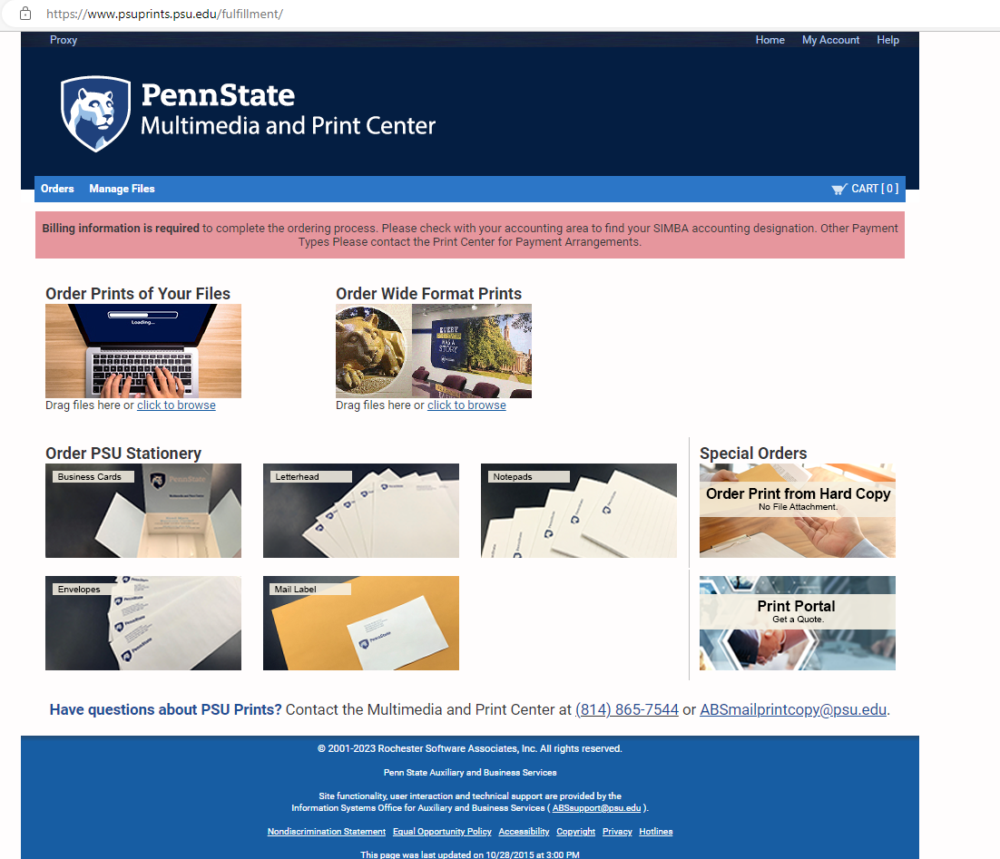 https://www.psuprints.psu.edu/fulfillment/
Proxy
Home My Account Help
PennState
Multimedia and Print Center
Orders Manage Files
CART [ 0 ]
Billing information is required to complete the ordering process. Please check with your accounting area to find your SIMBA accounting designation. Other Payment
Types Please contact the Print Center for Payment Arrangements.
Order Prints of Your Files
Loading...
Drag files here or click to browse
Order Wide Format Prints
EVERY
WAS A
STORY
Drag files here or click to browse
Order PSU Stationery
Business Cards
PennState
Letterhead
Notepads
Envelopes
PennState
Mail Label
PennState
Special Orders
Order Print from Hard Copy
No File Attachment.
Print Portal
Get a Quote.
Have questions about PSU Prints? Contact the Multimedia and Print Center at (814) 865-7544 or ABSmailprintcopy@psu.edu.
© 2001-2023 Rochester Software Associates, Inc. All rights reserved.
Penn State Auxiliary and Business Services
Site functionality, user interaction and technical support are provided by the
Information Systems Office for Auxiliary and Business Services ( ABSsupport@psu.edu ).
Nondiscrimination Statement Equal Opportunity Policy Accessibility Copyright Privacy Hotlines
This page was last updated on 10/28/2015 at 3:00 PM